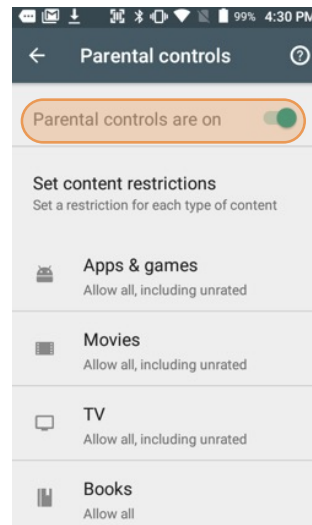 99% 4:30 PM
Parental controls
Parental controls are on
Set content restrictions
Set a restriction for each type of content
Apps & games
Allow all, including unrated
Movies
Allow all, including unrated
TV
Allow all, including unrated
Books
Allow all